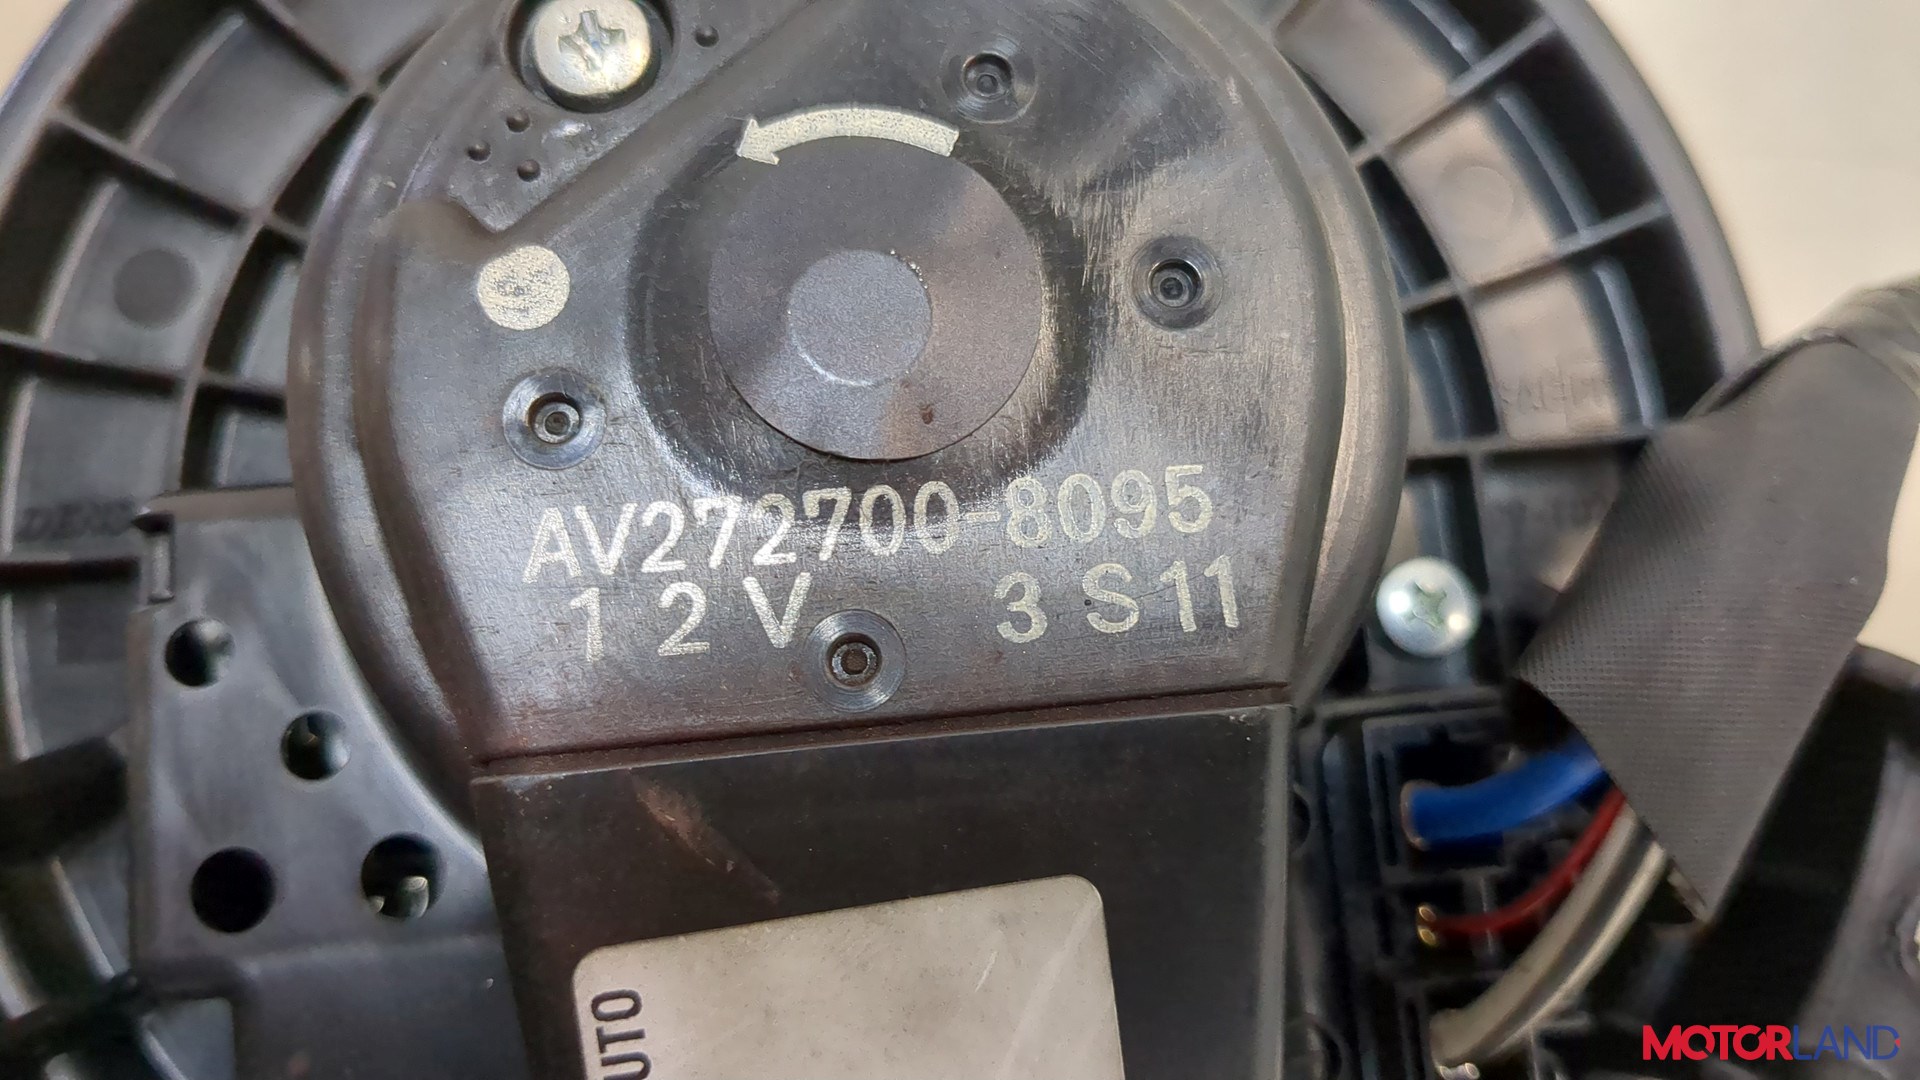 AV272700-8095
12V 3S11
UTO
MOTORLAND